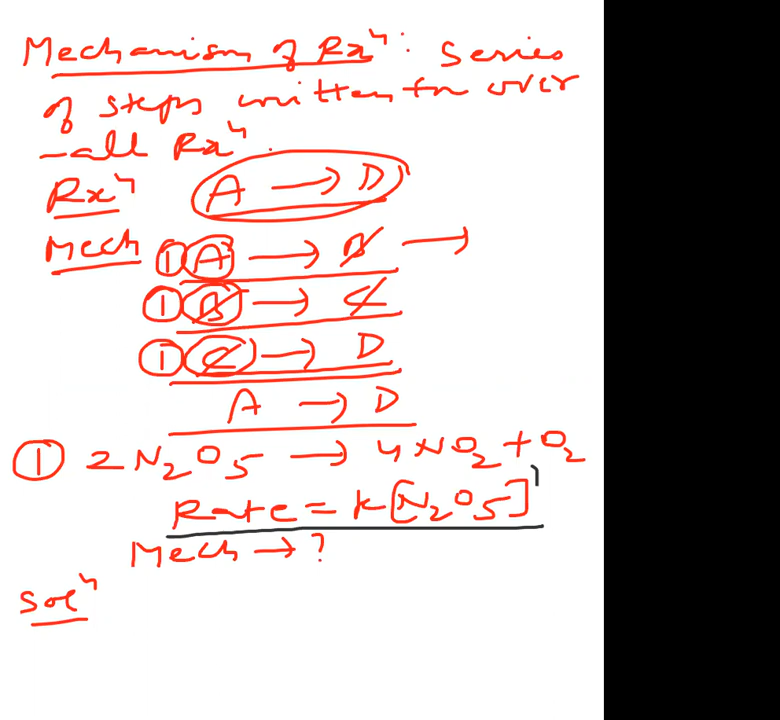 Mechanism of Rxⁿ: Series
of steps written for over
-all Rxⁿ.
Rxⁿ A → D
Mech ① A → B →
① B → C
① C → D
A → D
① 2N₂O₅ → 4NO₂ + O₂
Rate = k[N₂O₅]¹
Mech → ?
Solⁿ